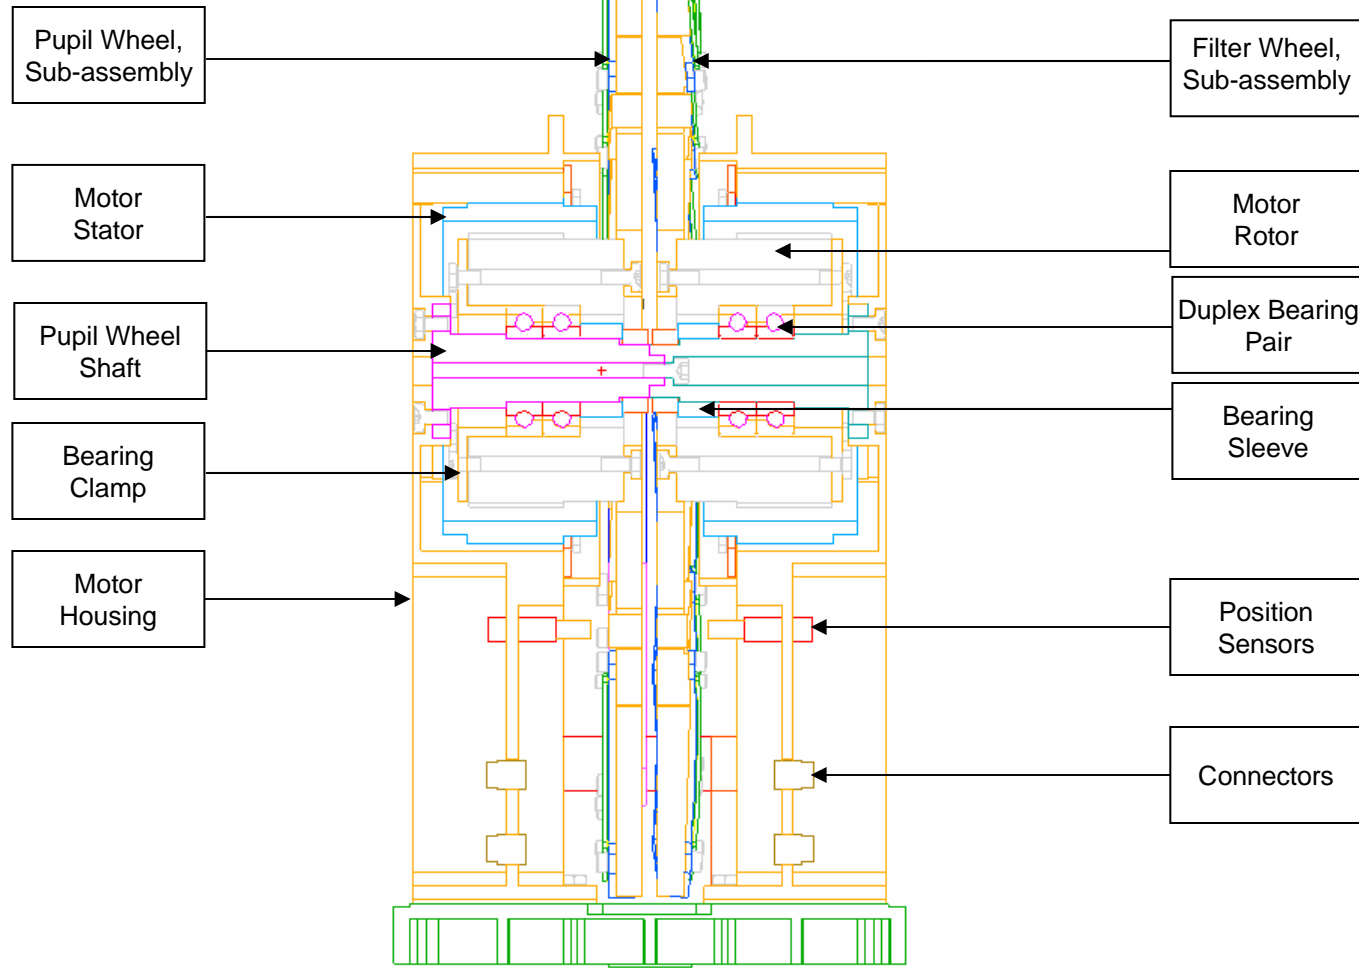 Pupil Wheel,
Sub-assembly
Motor
Stator
Pupil Wheel
Shaft
Bearing
Clamp
Motor
Housing
Filter Wheel,
Sub-assembly
Motor
Rotor
Duplex Bearing
Pair
Bearing
Sleeve
Position
Sensors
Connectors